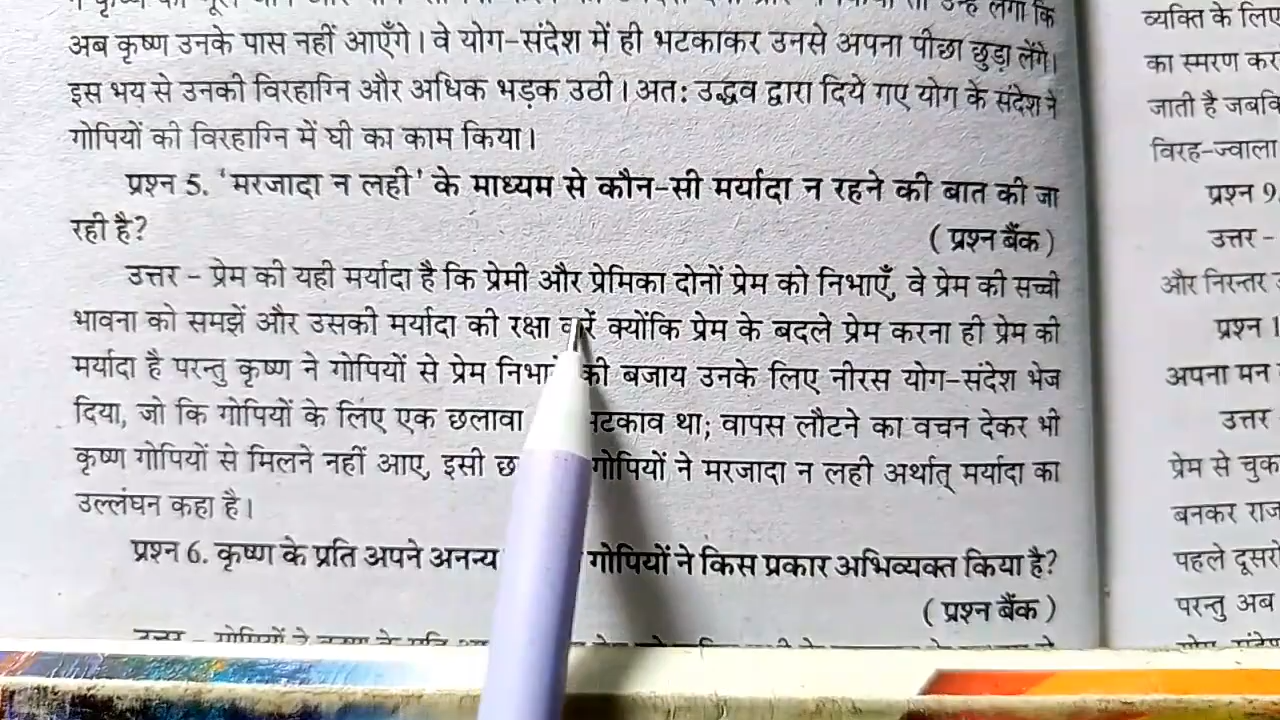 अब कृष्ण उनके पास नहीं आएँगे। वे योग-संदेश में ही भटकाकर उनसे अपना पीछा छुड़ा लेंगे।
इस भय से उनकी विरहाग्नि और अधिक भड़क उठी। अत: उद्धव द्वारा दिये गए योग के संदेश ने
गोपियों की विरहाग्नि में घी का काम किया।
प्रश्न 5. 'मरजादा न लही' के माध्यम से कौन-सी मर्यादा न रहने की बात की जा
रही है?
(प्रश्न बैंक)
उत्तर - प्रेम की यही मर्यादा है कि प्रेमी और प्रेमिका दोनों प्रेम को निभाएँ, वे प्रेम की सच्ची
भावना को समझें और उसकी मर्यादा की रक्षा करें क्योंकि प्रेम के बदले प्रेम करना ही प्रेम की
मर्यादा है परन्तु कृष्ण ने गोपियों से प्रेम की बजाय उनके लिए नीरस योग-संदेश भेज
दिया, जो कि गोपियों के लिए एक छलावा था; वापस लौटने का वचन देकर भी
कृष्ण गोपियों से मिलने नहीं आए, इसी गोपियों ने मरजादा न लही अर्थात् मर्यादा का
उल्लंघन कहा है।
प्रश्न 6. कृष्ण के प्रति अपने अनन्य गोपियों ने किस प्रकार अभिव्यक्त किया है?
(प्रश्न बैंक)
व्यक्ति के लिए
का स्मरण कर
जाती है जबकि
विरह-ज्वाला
प्रश्न 9
उत्तर -
और निरन्तर
प्रश्न 1
अपना मन
उत्तर
प्रेम से चुक
बनकर राज
पहले दूसरों
परन्तु अब